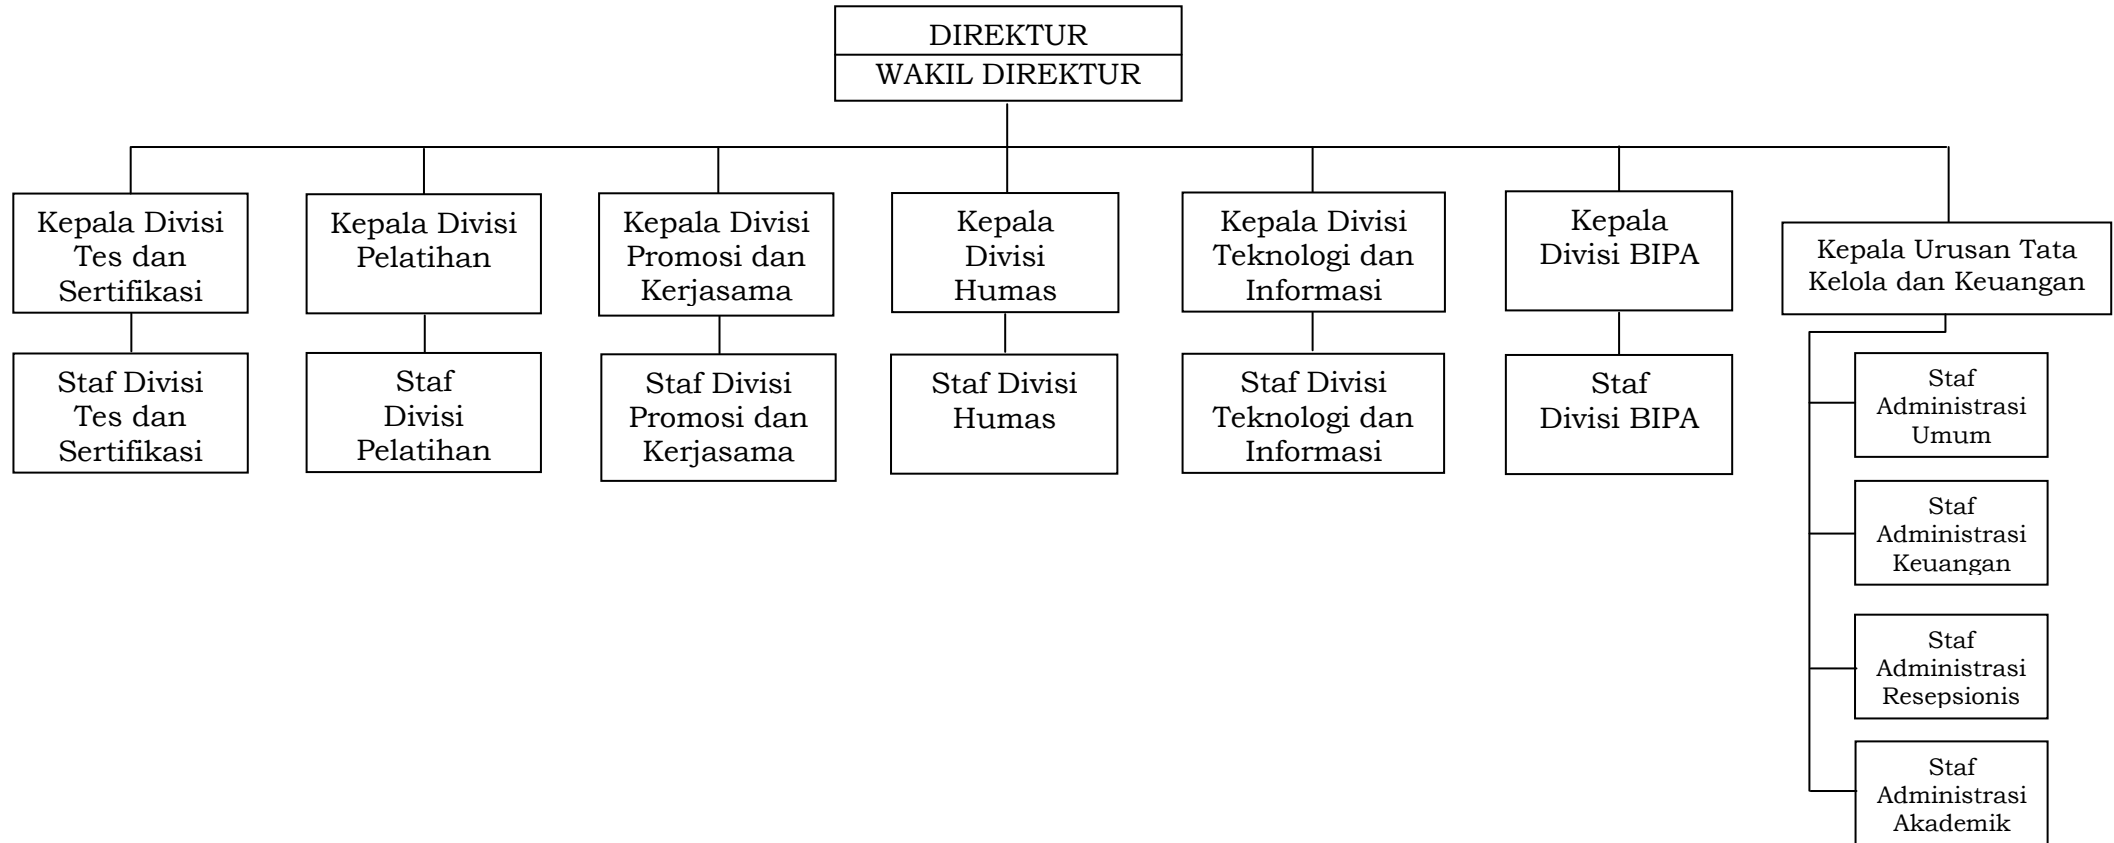 DIREKTUR
WAKIL DIREKTUR
Kepala Divisi
Tes dan
Sertifikasi
Kepala Divisi
Pelatihan
Kepala Divisi
Promosi dan
Kerjasama
Kepala
Divisi
Humas
Kepala Divisi
Teknologi dan
Informasi
Kepala
Divisi BIPA
Kepala Urusan Tata
Kelola dan Keuangan
Staf Divisi
Tes dan
Sertifikasi
Staf
Divisi
Pelatihan
Staf Divisi
Promosi dan
Kerjasama
Staf Divisi
Humas
Staf Divisi
Teknologi dan
Informasi
Staf
Divisi BIPA
Staf
Administrasi
Umum
Staf
Administrasi
Keuangan
Staf
Administrasi
Resepsionis
Staf
Administrasi
Akademik